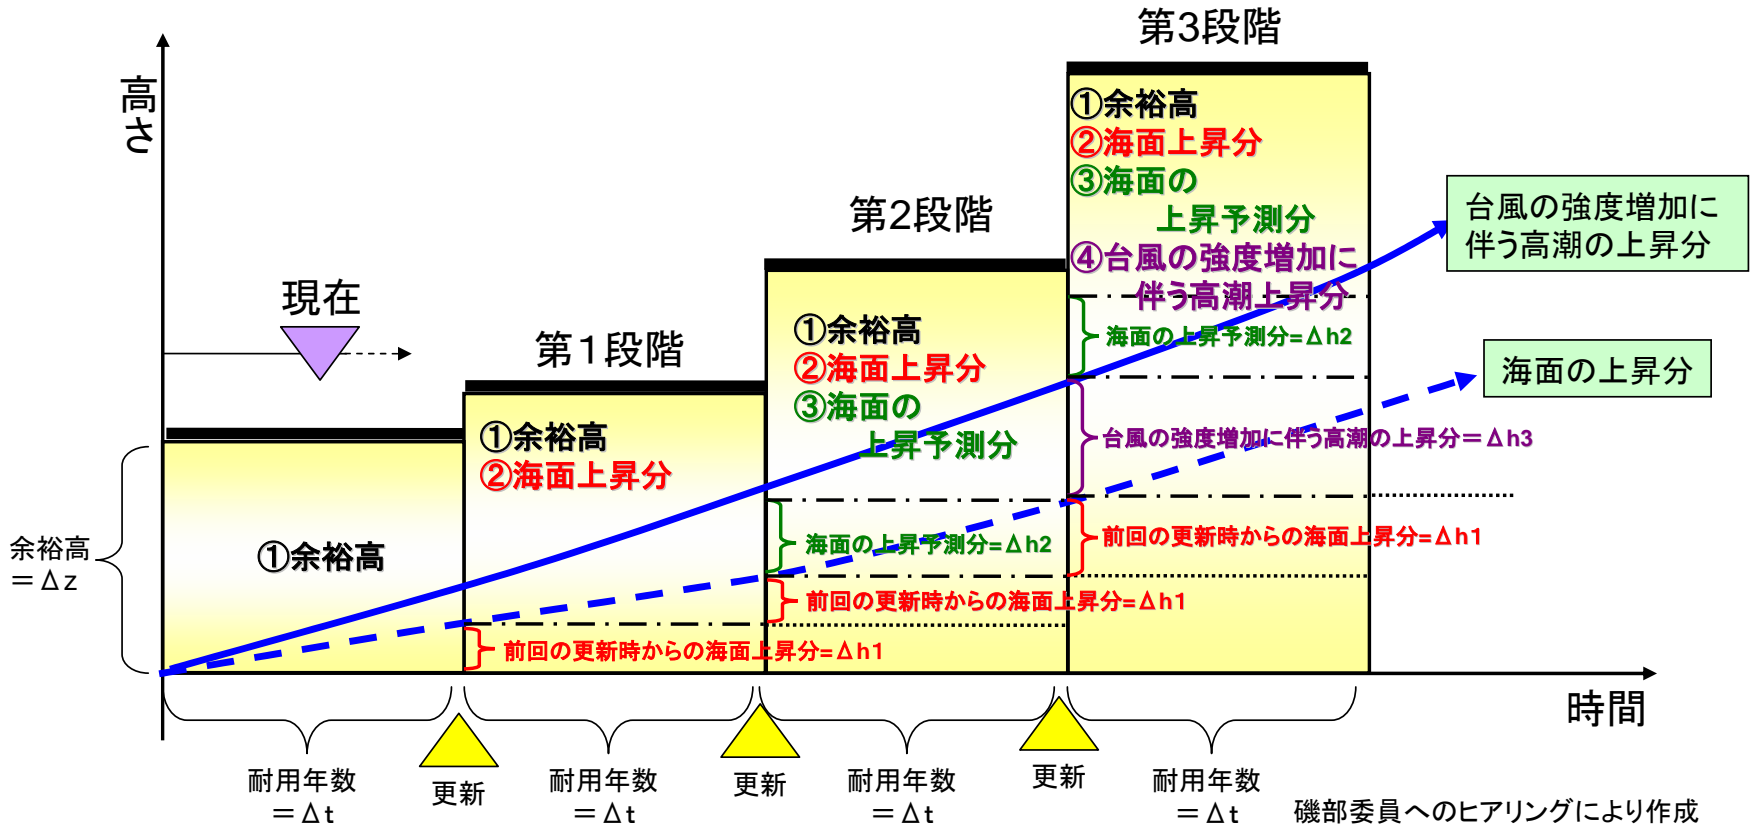 第3段階
高さ
①余裕高
②海面上昇分
③海面の
上昇予測分
④台風の強度増加に
伴う高潮上昇分
台風の強度増加に
伴う高潮の上昇分
第2段階
現在
第１段階
①余裕高
②海面上昇分
③海面の
上昇予測分
海面の上昇予測分=Δh2
海面の上昇分
①余裕高
②海面上昇分
台風の強度増加に伴う高潮の上昇分＝Δh3
余裕高
＝Δz
①余裕高
海面の上昇予測分=Δh2
前回の更新時からの海面上昇分=Δh1
前回の更新時からの海面上昇分=Δh1
前回の更新時からの海面上昇分=Δh1
時間
耐用年数
＝Δt
更新
耐用年数
＝Δt
更新
耐用年数
＝Δt
更新
耐用年数
＝Δt
磯部委員へのヒアリングにより作成